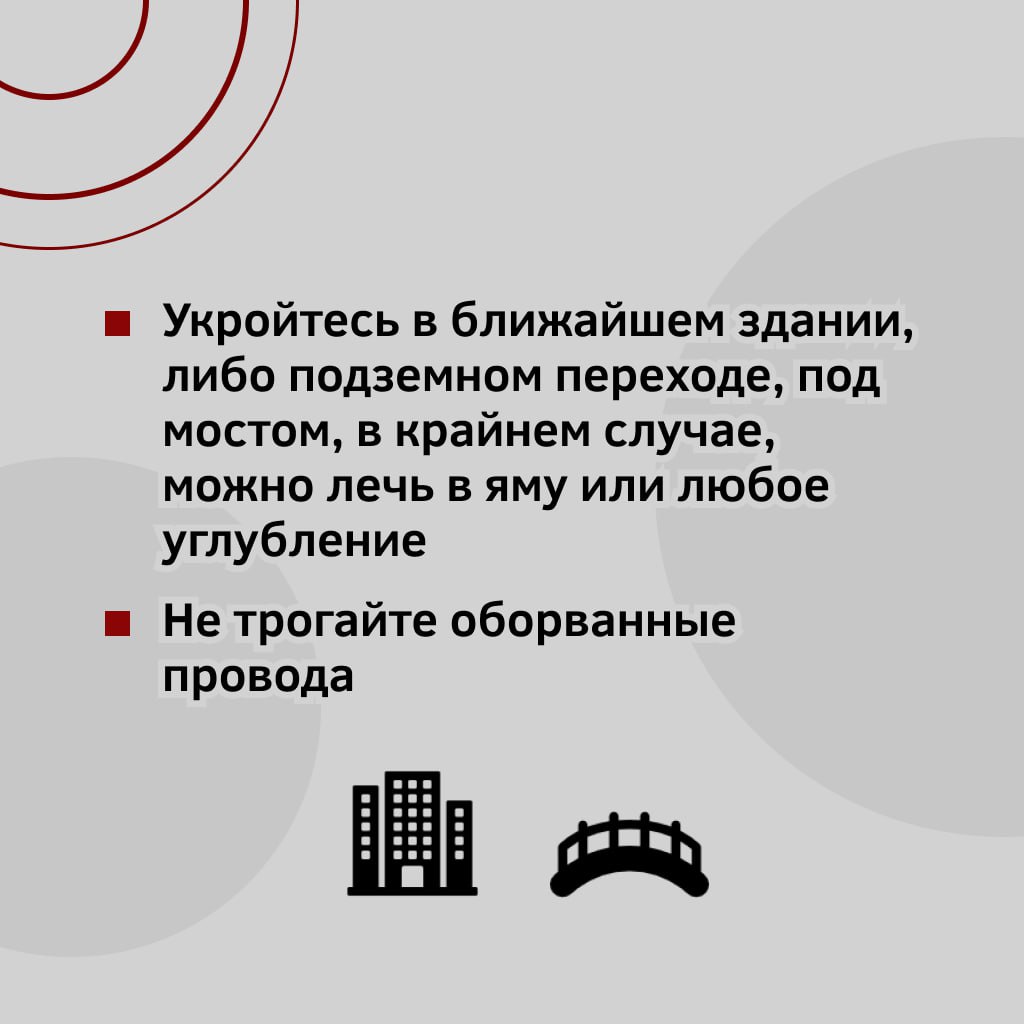 Укройтесь в ближайшем здании,
либо подземном переходе, под
мостом, в крайнем случае,
можно лечь в яму или любое
углубление
Не трогайте оборванные
провода